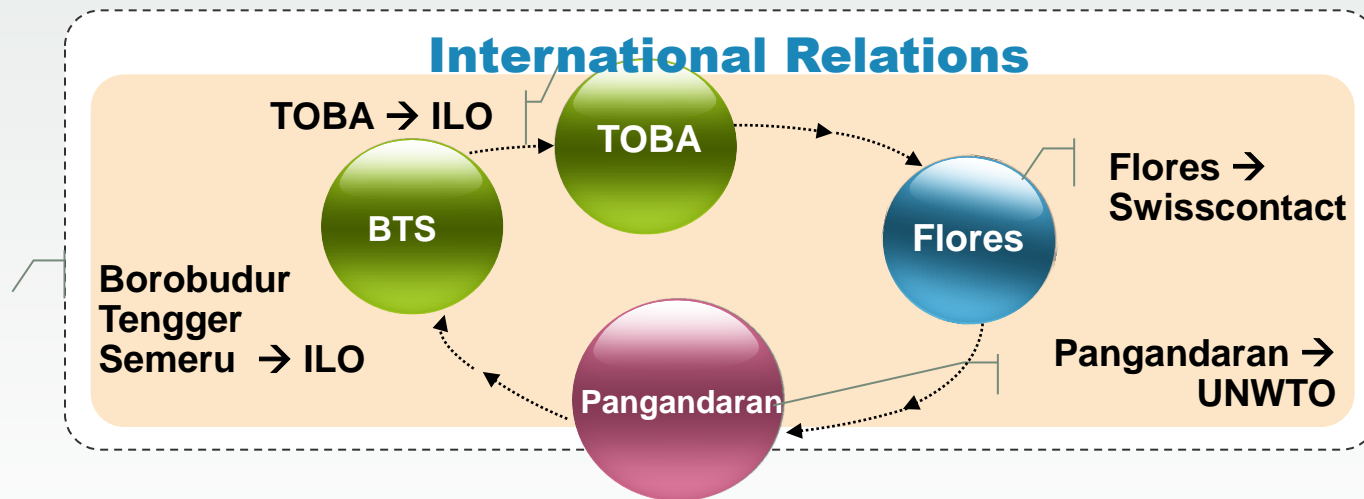 International Relations
TOBA → ILO
TOBA
BTS
Flores
Flores →
Swisscontact
Borobudur
Tengger
Semeru → ILO
Pangandaran
Pangandaran →
UNWTO